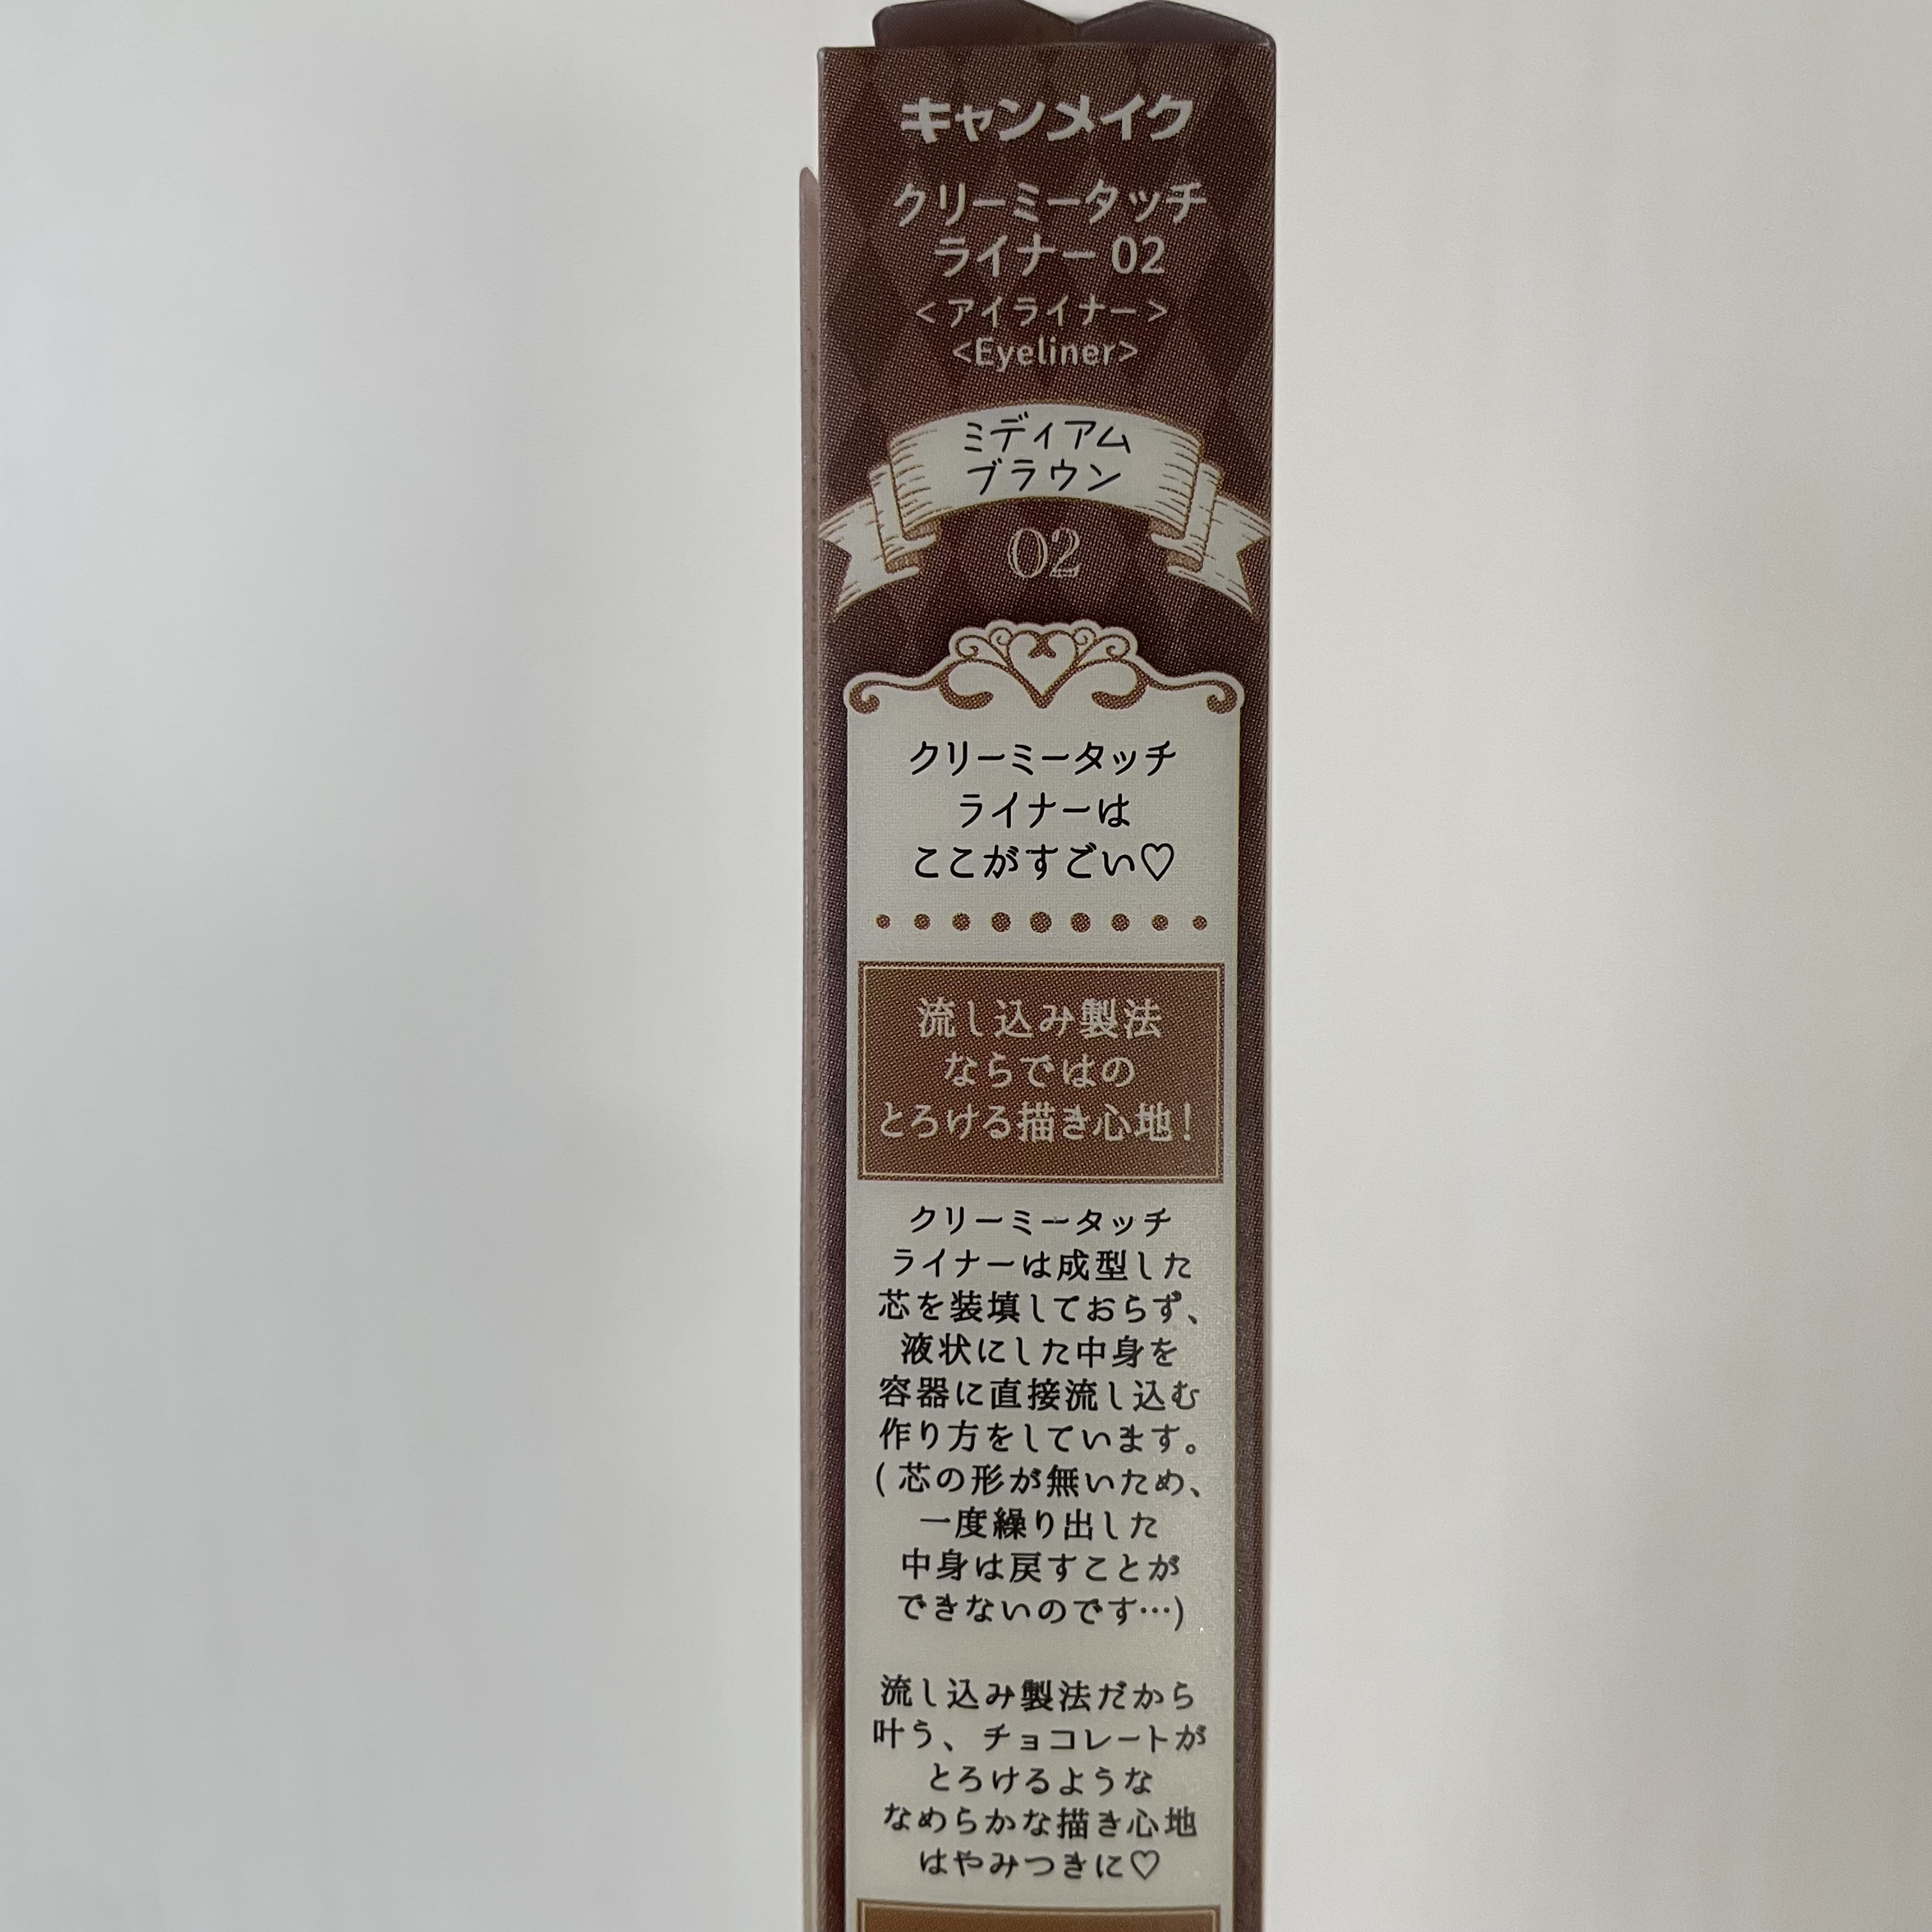 キャンメイク
クリーミータッチ
ライナー 02
<アイライナー>
<Eyeliner>
ミディアム
ブラウン
02
クリーミータッチ
ライナーは
ここがすごい♡
流し込み製法
ならではの
とろける描き心地!
クリーミータッチ
ライナーは成型した
芯を装填しておらず、
液状にした中身を
容器に直接流し込む
作り方をしています。
(芯の形が無いため、
一度繰り出した
中身は戻すことが
できないのです…)
流し込み製法だから
叶う、チョコレートが
とろけるような
なめらかな描き心地
はやみつきに♡